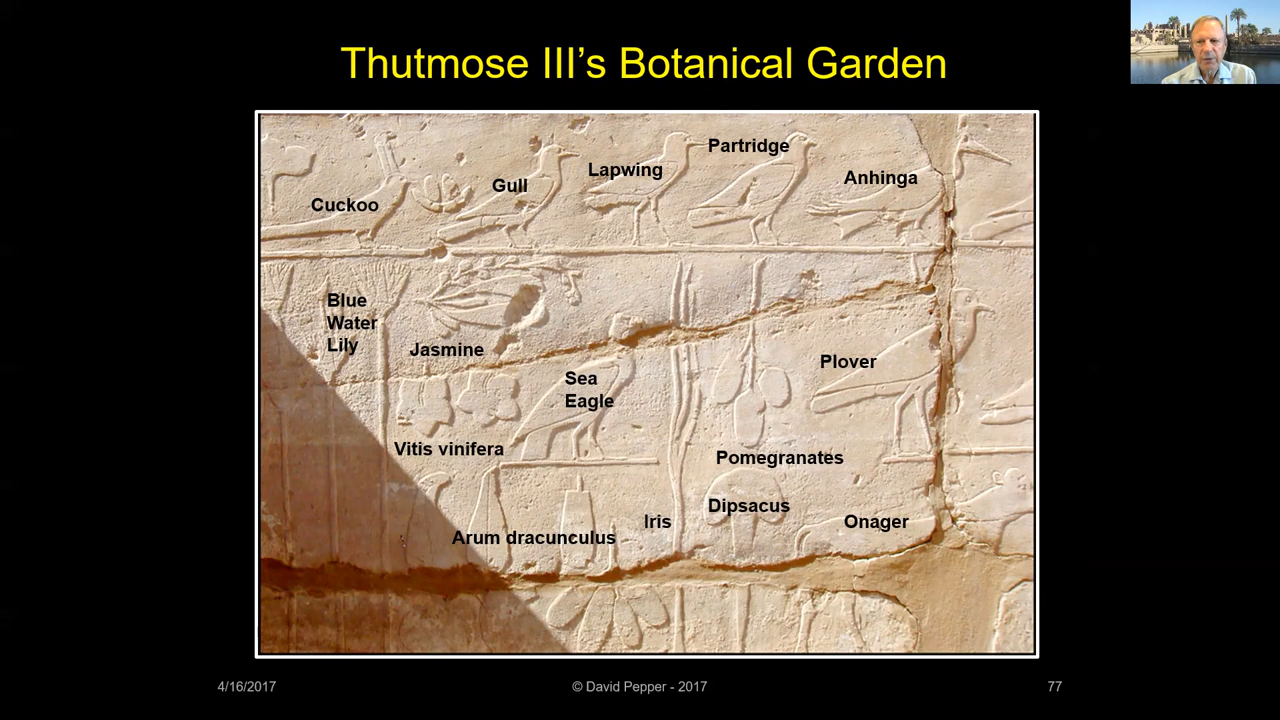 Thutmose III's Botanical Garden
Partridge
Lapwing
Anhinga
Gull
Cuckoo
Blue
Water
Lily
Jasmine
Plover
Sea
Eagle
Vitis vinifera
Pomegranates
Dipsacus
Iris
Onager
Arum dracunculus
4/16/2017
© David Pepper - 2017
77